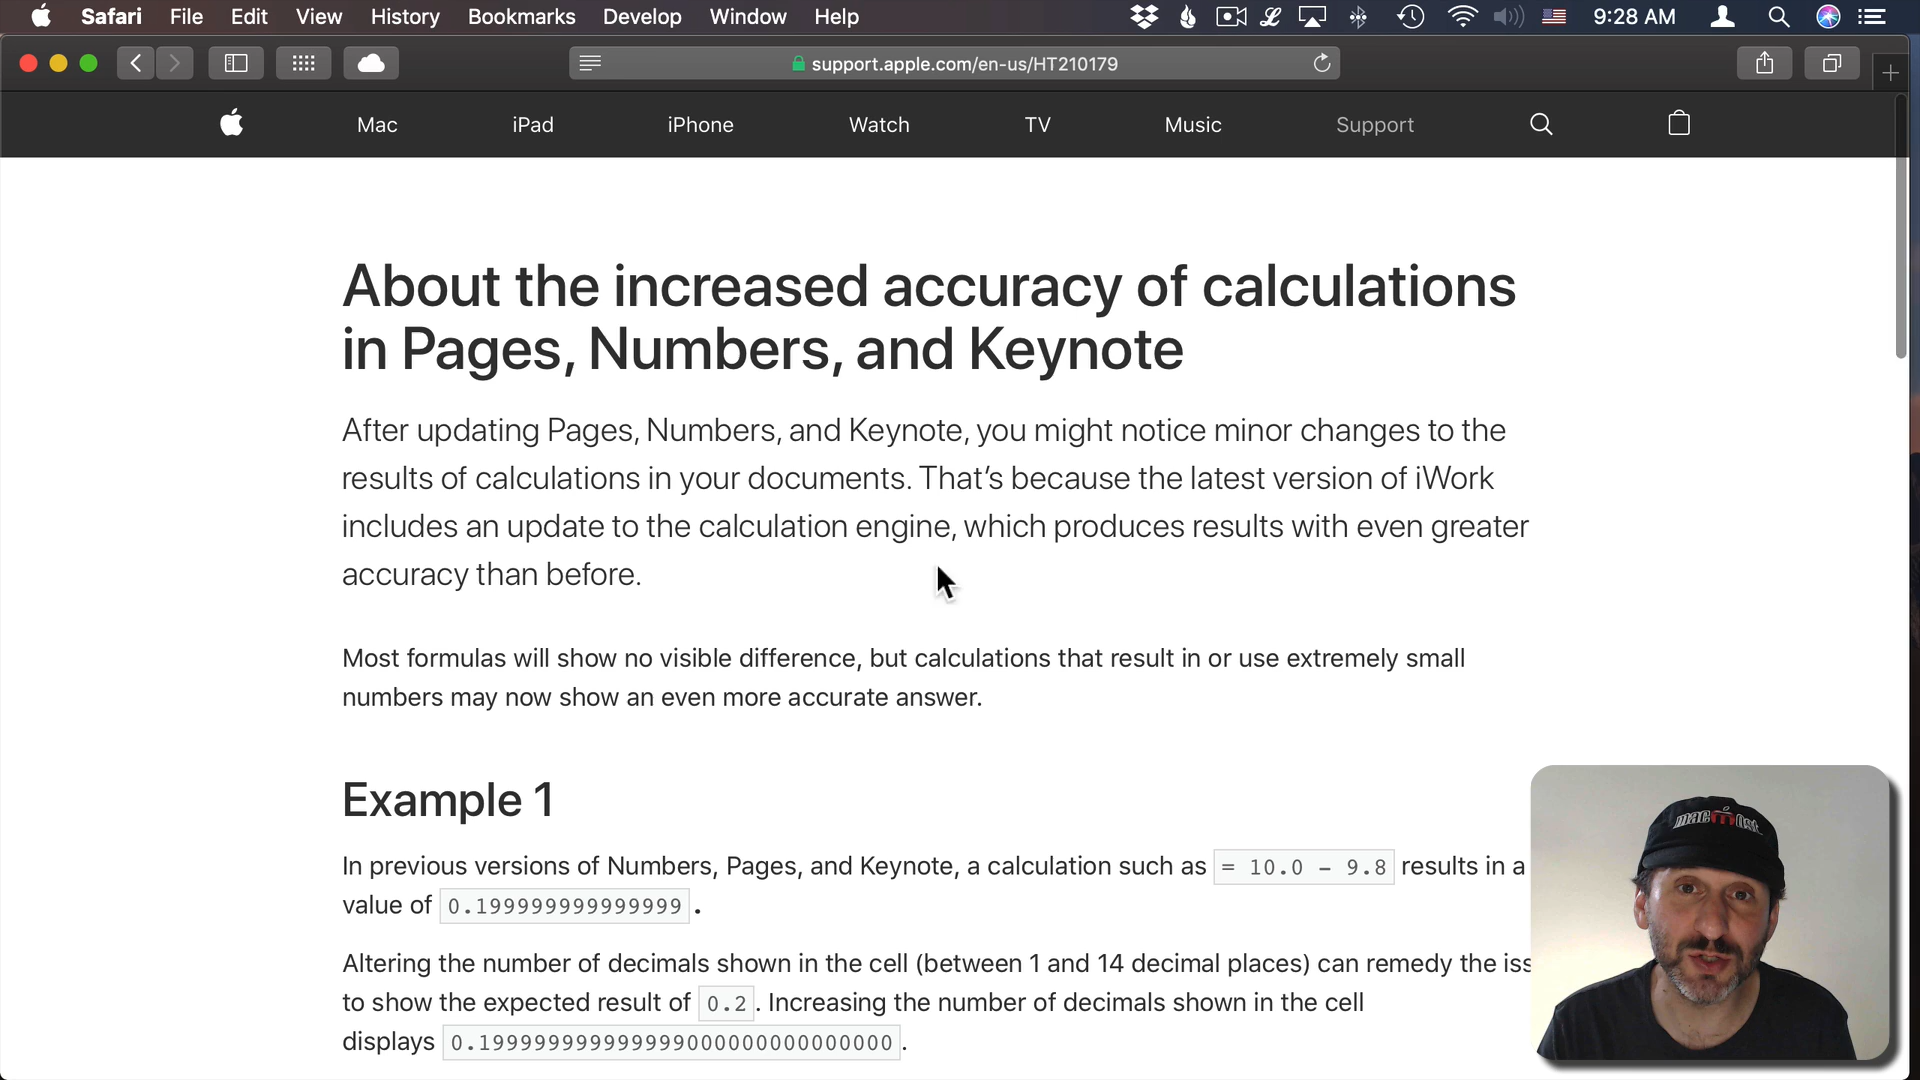 Safari File Edit View History Bookmarks Develop Window Help 9:28 AM
support.apple.com/en-us/HT210179
Mac iPad iPhone Watch TV Music Support
About the increased accuracy of calculations
in Pages, Numbers, and Keynote
After updating Pages, Numbers, and Keynote, you might notice minor changes to the
results of calculations in your documents. That’s because the latest version of iWork
includes an update to the calculation engine, which produces results with even greater
accuracy than before.
Most formulas will show no visible difference, but calculations that result in or use extremely small
numbers may now show an even more accurate answer.
Example 1
In previous versions of Numbers, Pages, and Keynote, a calculation such as = 10.0 – 9.8 results in a
value of 0.199999999999999 .
Altering the number of decimals shown in the cell (between 1 and 14 decimal places) can remedy the iss
to show the expected result of 0.2 . Increasing the number of decimals shown in the cell
displays
macmost